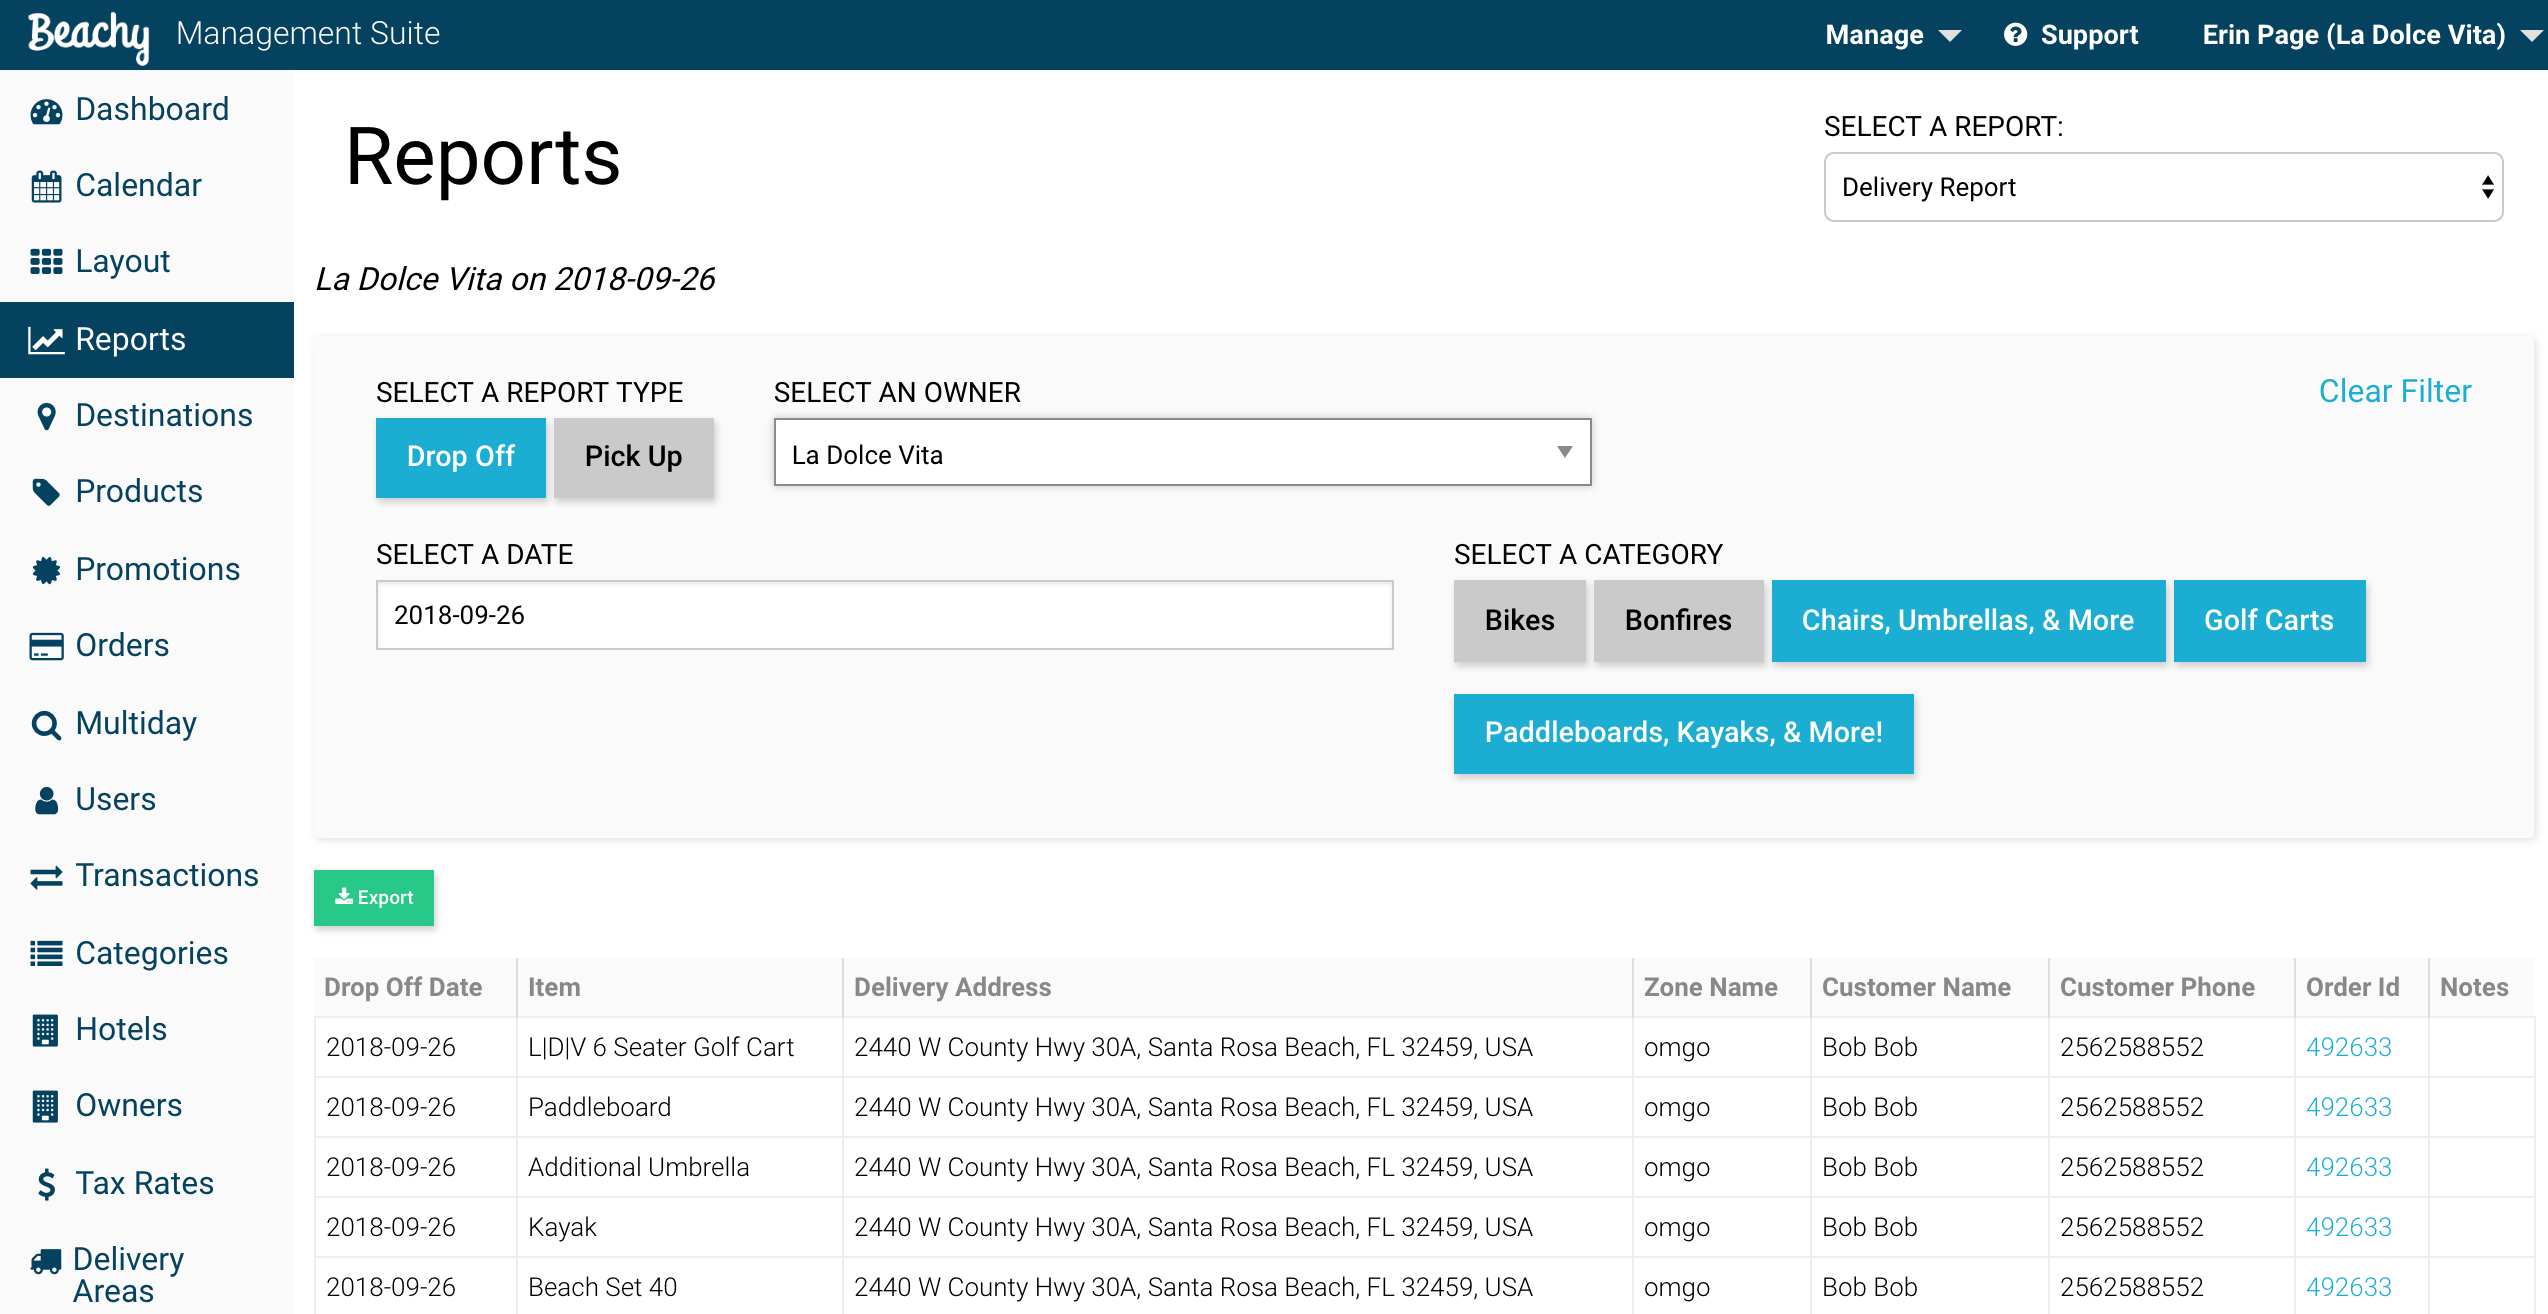 Beachy Management Suite
Manage Support Erin Page (La Dolce Vita)
Dashboard
Calendar
Layout
Reports
Destinations
Products
Promotions
Orders
Multiday
Users
Transactions
Categories
Hotels
Owners
Tax Rates
Delivery
Areas
Reports
SELECT A REPORT:
Delivery Report
La Dolce Vita on 2018-09-26
SELECT A REPORT TYPE
Drop Off Pick Up
SELECT AN OWNER
La Dolce Vita
Clear Filter
SELECT A DATE
2018-09-26
SELECT A CATEGORY
Bikes Bonfires Chairs, Umbrellas, & More Golf Carts
Paddleboards, Kayaks, & More!
Export
Drop Off Date Item Delivery Address Zone Name Customer Name Customer Phone Order Id Notes
2018-09-26 L|D|V 6 Seater Golf Cart 2440 W County Hwy 30A, Santa Rosa Beach, FL 32459, USA omgo Bob Bob 2562588552 492633
2018-09-26 Paddleboard 2440 W County Hwy 30A, Santa Rosa Beach, FL 32459, USA omgo Bob Bob 2562588552 492633
2018-09-26 Additional Umbrella 2440 W County Hwy 30A, Santa Rosa Beach, FL 32459, USA omgo Bob Bob 2562588552 492633
2018-09-26 Kayak 2440 W County Hwy 30A, Santa Rosa Beach, FL 32459, USA omgo Bob Bob 2562588552 492633
2018-09-26 Beach Set 40 2440 W County Hwy 30A, Santa Rosa Beach, FL 32459, USA omgo Bob Bob 2562588552 492633